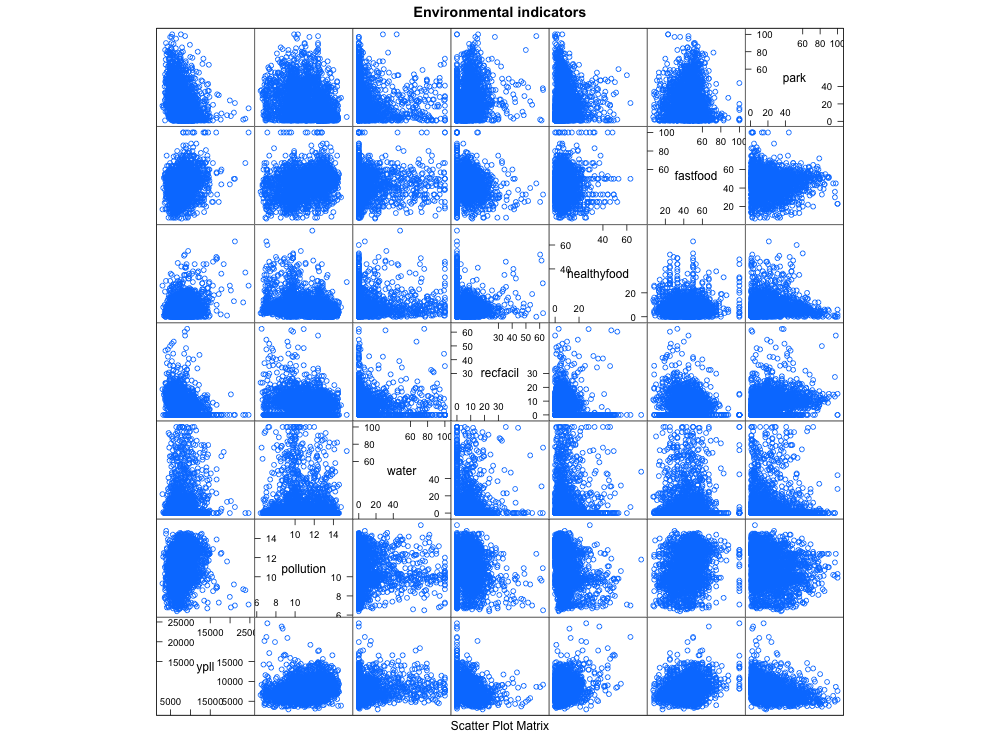 Environmental indicators
100 60 80 100
80
60 park
40
20
0 20 40 0
100 60 80 100
80
60 fastfood 60
40
20 40 60 20
60 40 60
40 healthyfood
20
0 20 0
60 30 40 50 60
50
40
30 recfacil 30
20
10
0 10 20 30 0
100 60 80 100
80
60 water
40
20
0 20 40 0
14 10 12 14
12
10 pollution 10
8
6 8 10 6
25000 15000 250
20000
15000 ypll 15000
10000
5000 15000 5000
Scatter Plot Matrix